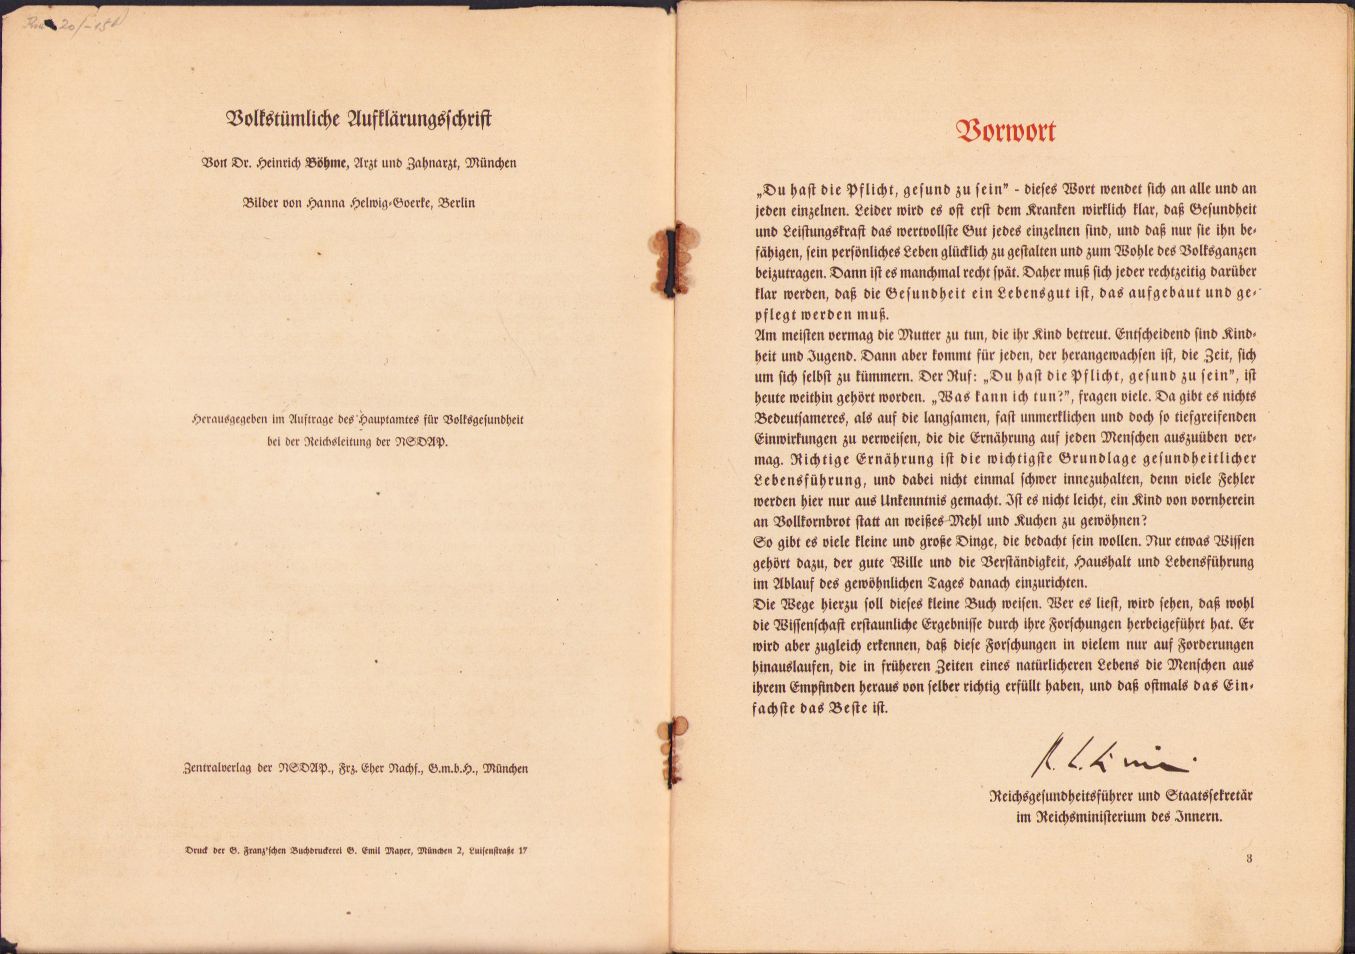 Volkstümliche Aufklärungsschrift
Von Dr. Heinrich Böhme, Arzt und Zahnarzt, München
Bilder von Hanna Helwig-Goerke, Berlin
Herausgegeben im Auftrage des Hauptamtes für Volksgesundheit
bei der Reichsleitung der NSDAP.
Zentralverlag der NSDAP., Frz. Eher Nachf., G.m.b.H., München
Druck der G. Franz'schen Buchdruckerei G. Emil Mayer, München 2, Luisenstraße 17
Vorwort
„Du hast die Pflicht, gesund zu sein” - dieses Wort wendet sich an alle und an
jeden einzelnen. Leider wird es oft erst dem Kranken wirklich klar, daß Gesundheit
und Leistungskraft das wertvollste Gut jedes einzelnen sind, und daß nur sie ihn be-
fähigen, sein persönliches Leben glücklich zu gestalten und zum Wohle des Volksganzen
beizutragen. Dann ist es manchmal recht spät. Daher muß sich jeder rechtzeitig darüber
klar werden, daß die Gesundheit ein Lebensgut ist, das aufgebaut und ge-
pflegt werden muß.
Am meisten vermag die Mutter zu tun, die ihr Kind betreut. Entscheidend sind Kind-
heit und Jugend. Dann aber kommt für jeden, der herangewachsen ist, die Zeit, sich
um sich selbst zu kümmern. Der Ruf: „Du hast die Pflicht, gesund zu sein”, ist
heute weithin gehört worden. „Was kann ich tun?”, fragen viele. Da gibt es nichts
Bedeutsameres, als auf die langsamen, fast unmerklichen und doch so tiefgreifenden
Einwirkungen zu verweisen, die die Ernährung auf jeden Menschen auszuüben ver-
mag. Richtige Ernährung ist die wichtigste Grundlage gesundheitlicher
Lebensführung, und dabei nicht einmal schwer innezuhalten, denn viele Fehler
werden hier nur aus Unkenntnis gemacht. Ist es nicht leicht, ein Kind von vornherein
an Vollkornbrot statt an weißes Mehl und Kuchen zu gewöhnen?
So gibt es viele kleine und große Dinge, die bedacht sein wollen. Nur etwas Wissen
gehört dazu, der gute Wille und die Verständigkeit, Haushalt und Lebensführung
im Ablauf des gewöhnlichen Tages danach einzurichten.
Die Wege hierzu soll dieses kleine Buch weisen. Wer es liest, wird sehen, daß wohl
die Wissenschaft erstaunliche Ergebnisse durch ihre Forschungen herbeigeführt hat. Er
wird aber zugleich erkennen, daß diese Forschungen in vielem nur auf Forderungen
hinauslaufen, die in früheren Zeiten eines natürlicheren Lebens die Menschen aus
ihrem Empfinden heraus von selber richtig erfüllt haben, und daß oftmals das Ein-
fachste das Beste ist.
Reichsgesundheitsführer und Staatssekretär
im Reichsministerium des Innern.
3